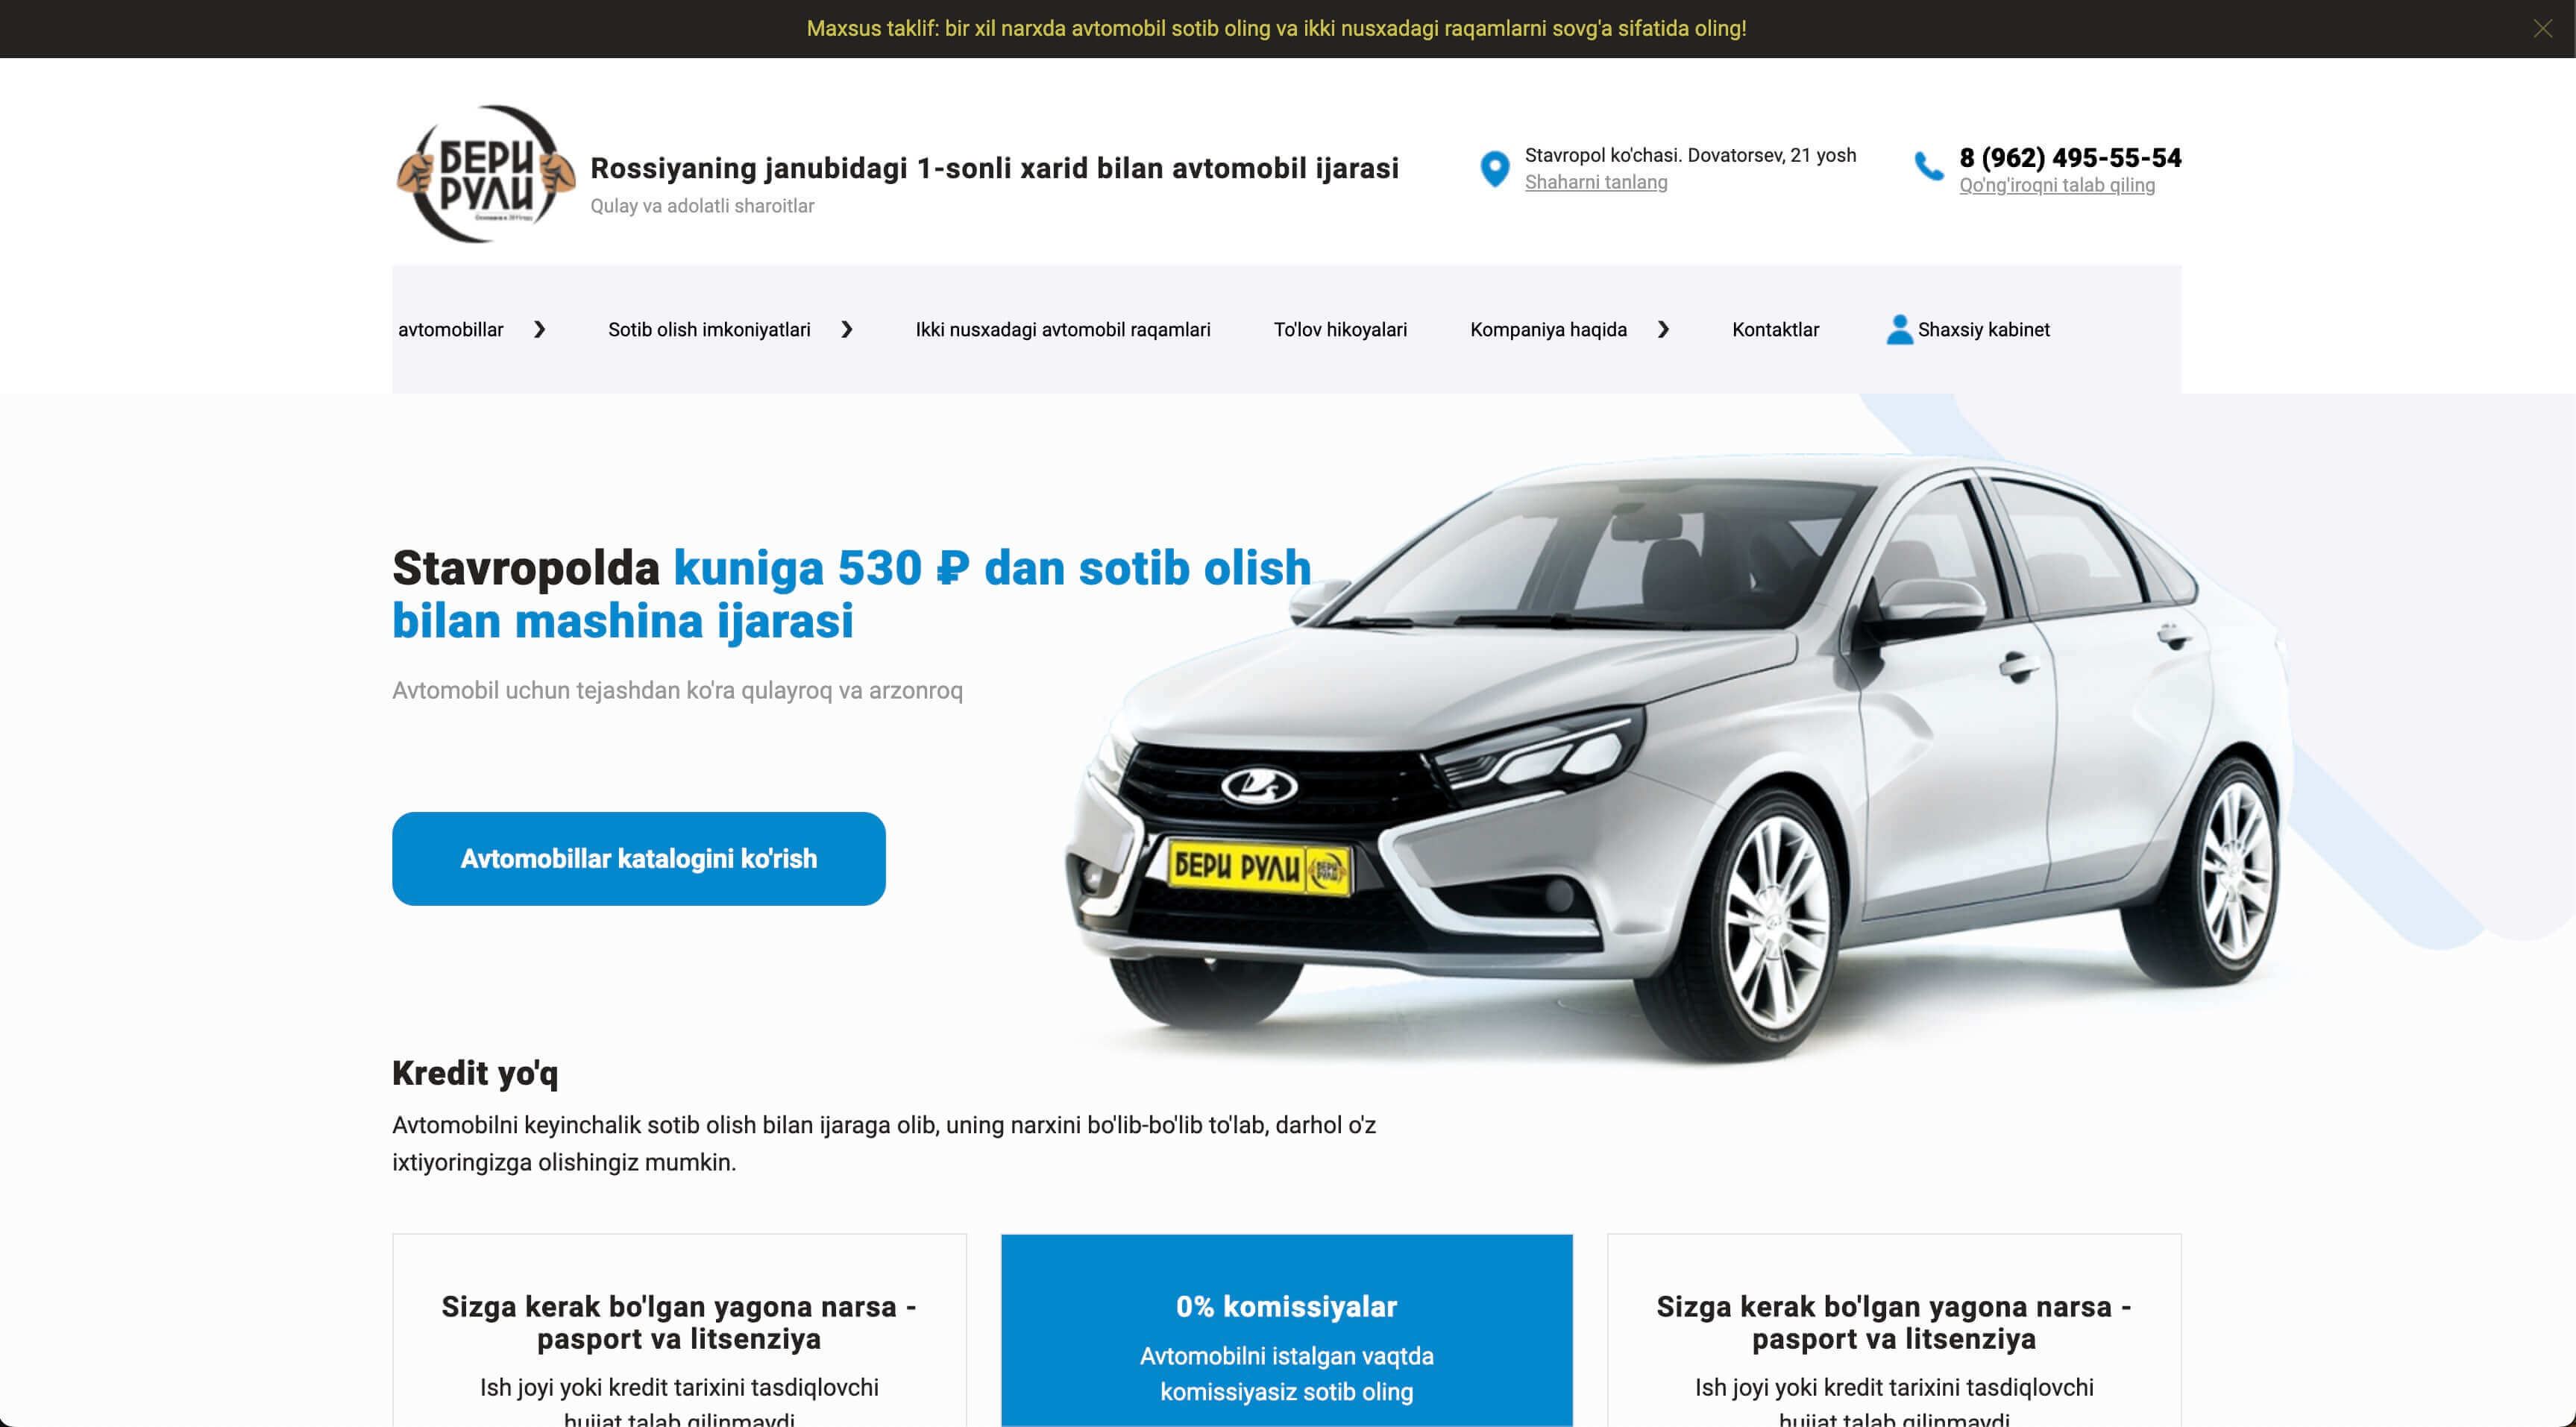 Maxsus taklif: bir xil narxda avtomobil sotib oling va ikki nusxadagi raqamlarni sovg'a sifatida oling!
БЕРИ
РУЛИ
Rossiyaning janubidagi 1-sonli xarid bilan avtomobil ijarasi
Qulay va adolatli sharoitlar
Stavropol ko'chasi. Dovatorsev, 21 yosh
Shaharni tanlang
8 (962) 495-55-54
Qo'ng'iroqni talab qiling
avtomobillar
Sotib olish imkoniyatlari
Ikki nusxadagi avtomobil raqamlari
To'lov hikoyalari
Kompaniya haqida
Kontaktlar
Shaxsiy kabinet
Stavropolda kuniga 530 ₽ dan sotib olish
bilan mashina ijarasi
Avtomobil uchun tejashdan ko'ra qulayroq va arzonroq
Avtomobillar katalogini ko'rish
БЕРИ РУЛИ
Kredit yo'q
Avtomobilni keyinchalik sotib olish bilan ijaraga olib, uning narxini bo'lib-bo'lib to'lab, darhol o'z
ixtiyoringizga olishingiz mumkin.
Sizga kerak bo'lgan yagona narsa -
pasport va litsenziya
Ish joyi yoki kredit tarixini tasdiqlovchi
hujjat talab qilinmaydi
0% komissiyalar
Avtomobilni istalgan vaqtda
komissiyasiz sotib oling
Sizga kerak bo'lgan yagona narsa -
pasport va litsenziya
Ish joyi yoki kredit tarixini tasdiqlovchi
hujjat talab qilinmaydi